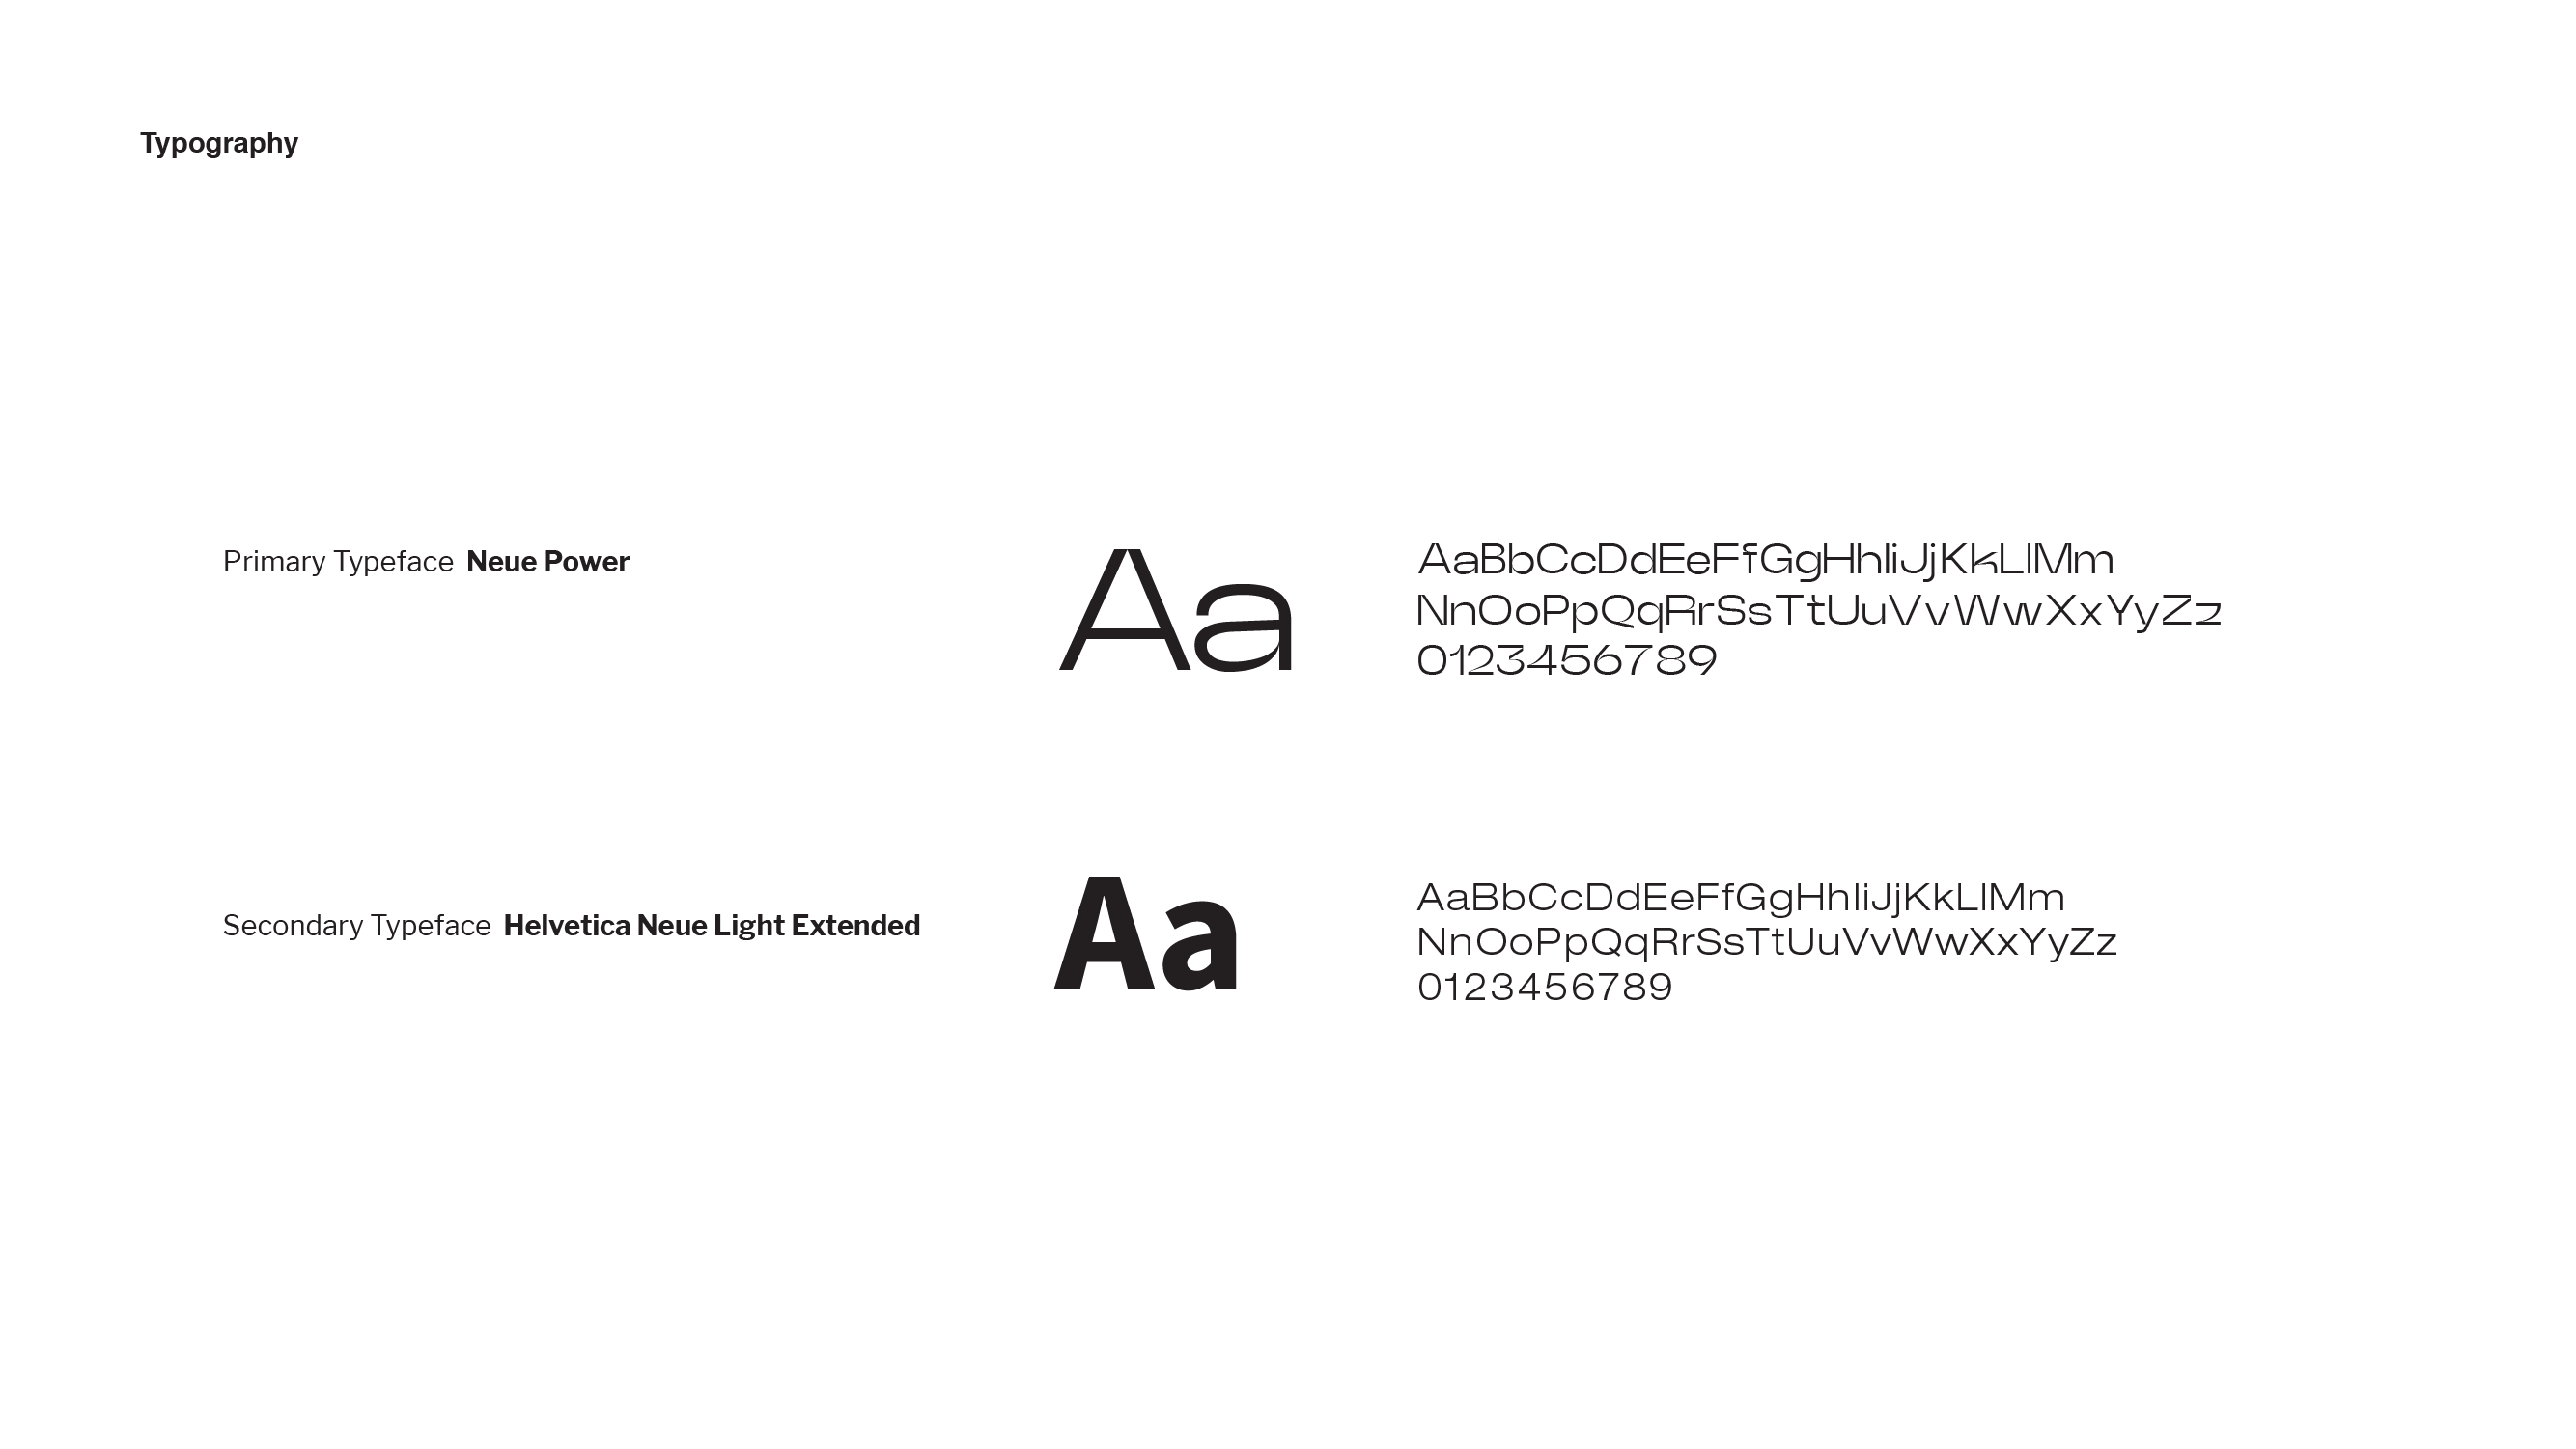 Typography
Primary Typeface Neue Power
Aa
AaBbCcDdEeFfGgHhIiJjKkLlMm
NnOoPpQqRrSsTtUuVvWwXxYyZz
0123456789
Secondary Typeface Helvetica Neue Light Extended
Aa
AaBbCcDdEeFfGgHhIiJjKkLlMm
NnOoPpQqRrSsTtUuVvWwXxYyZz
0123456789